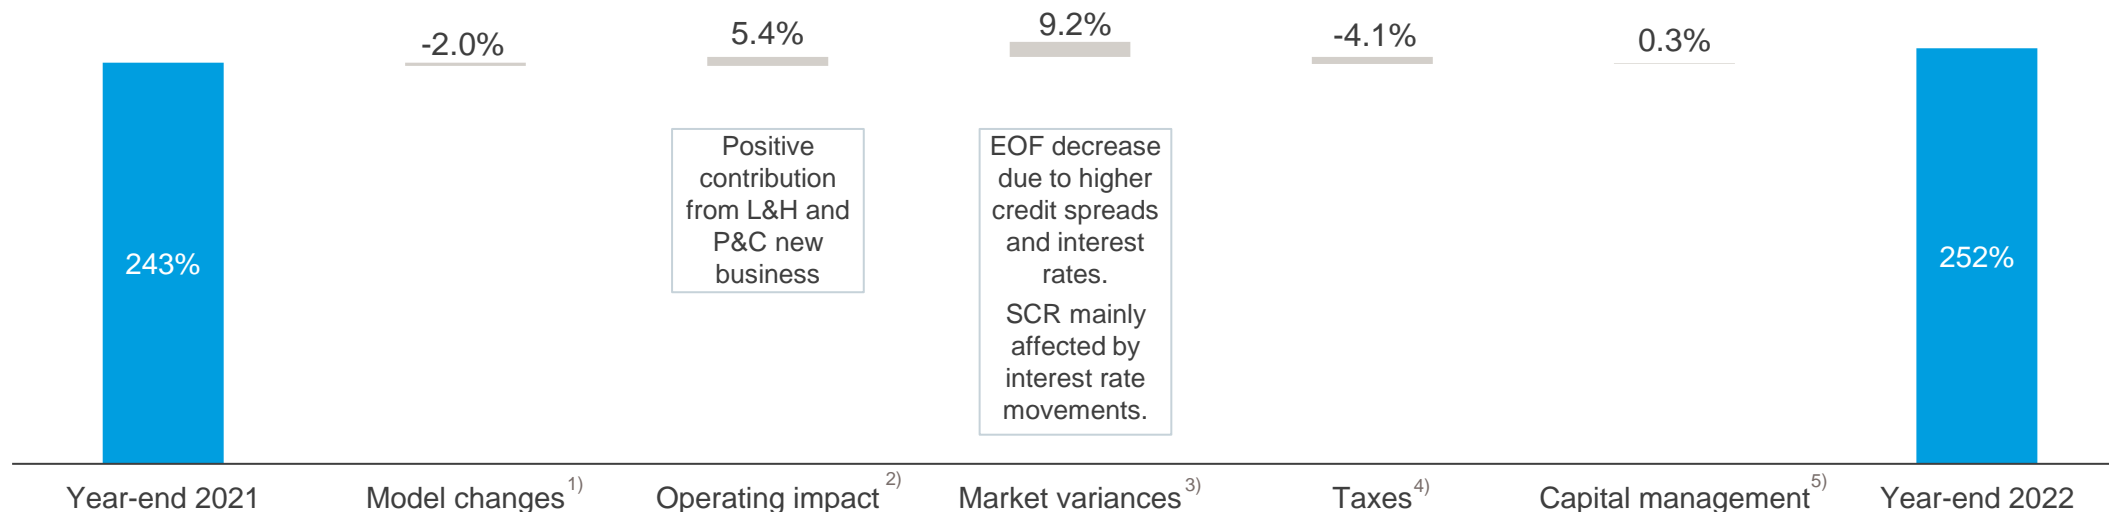 -2.0%
5.4%
9.2%
-4.1%
0.3%
243%
Positive
contribution
from L&H and
P&C new
business
EOF decrease
due to higher
credit spreads
and interest
rates.
SCR mainly
affected by
interest rate
movements.
252%
Year-end 2021
Model changes 1)
Operating impact 2)
Market variances 3)
Taxes 4)
Capital management 5)
Year-end 2022